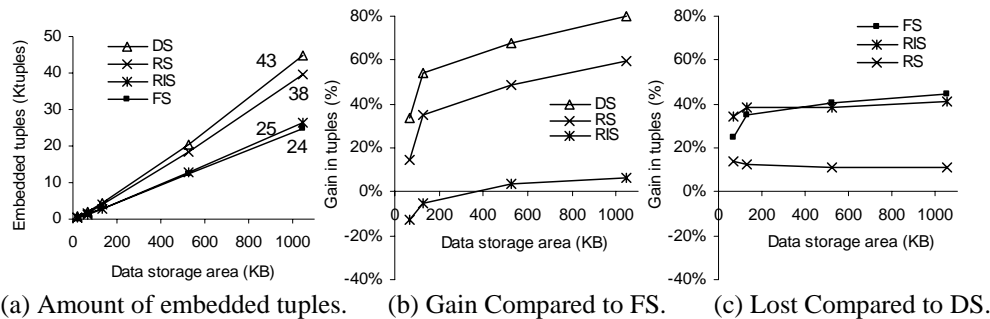 50
40
30
20
10
0
0 200 400 600 800 1000
Embedded tuples (Ktuples)
Data storage area (KB)
DS
RS
RIS
FS
43
38
25
24
80%
60%
40%
20%
0%
-20%
-40%
0 200 400 600 800 1000
Gain in tuples (%)
Data storage area (KB)
DS
RS
RIS
80%
60%
40%
20%
0%
-20%
-40%
0 200 400 600 800 1000
Gain in tuples (%)
Data storage area (KB)
FS
RIS
RS
(a) Amount of embedded tuples. (b) Gain Compared to FS. (c) Lost Compared to DS.